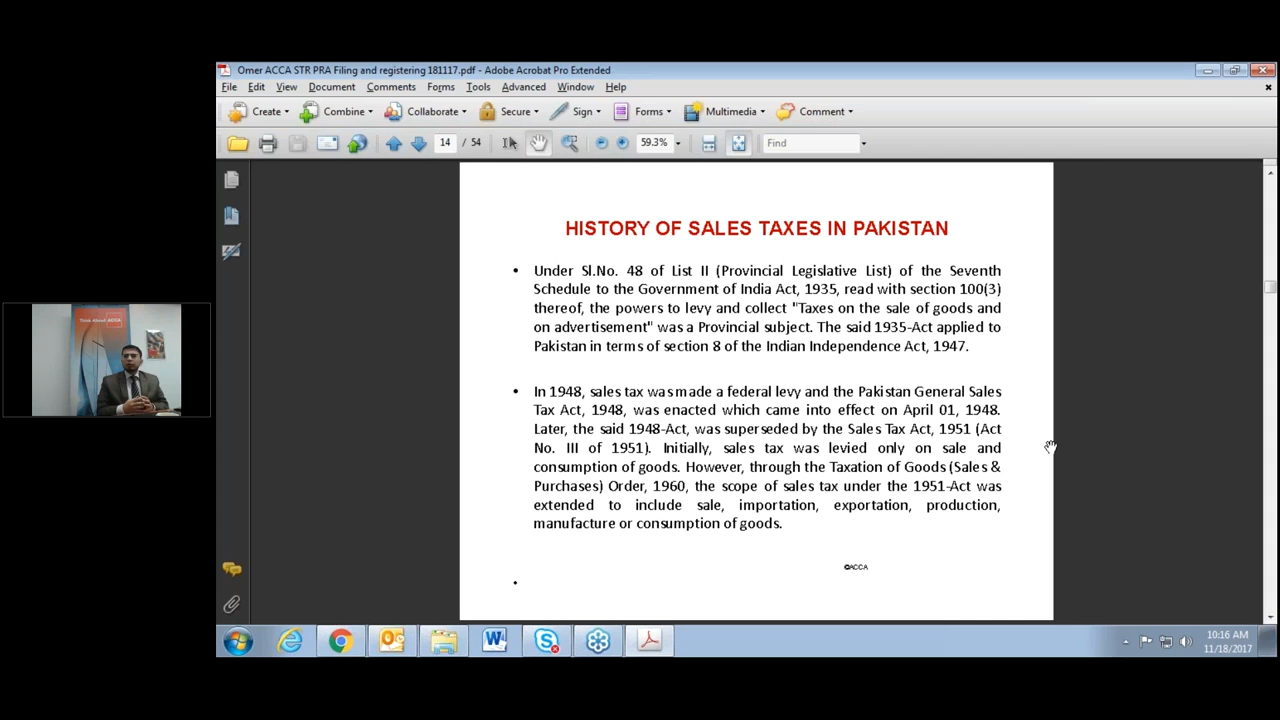 Omer ACCA STR PRA Filing and registering 181117.pdf - Adobe Acrobat Pro Extended
File Edit View Document Comments Forms Tools Advanced Window Help
Create Combine Collaborate Secure Sign Forms Multimedia Comment
14 / 54 59.3% Find
HISTORY OF SALES TAXES IN PAKISTAN
• Under Sl.No. 48 of List II (Provincial Legislative List) of the Seventh
Schedule to the Government of India Act, 1935, read with section 100(3)
thereof, the powers to levy and collect "Taxes on the sale of goods and
on advertisement" was a Provincial subject. The said 1935-Act applied to
Pakistan in terms of section 8 of the Indian Independence Act, 1947.
• In 1948, sales tax was made a federal levy and the Pakistan General Sales
Tax Act, 1948, was enacted which came into effect on April 01, 1948.
Later, the said 1948-Act, was superseded by the Sales Tax Act, 1951 (Act
No. III of 1951). Initially, sales tax was levied only on sale and
consumption of goods. However, through the Taxation of Goods (Sales &
Purchases) Order, 1960, the scope of sales tax under the 1951-Act was
extended to include sale, importation, exportation, production,
manufacture or consumption of goods.
©ACCA
•
Think About ACCA
10:16 AM
11/18/2017